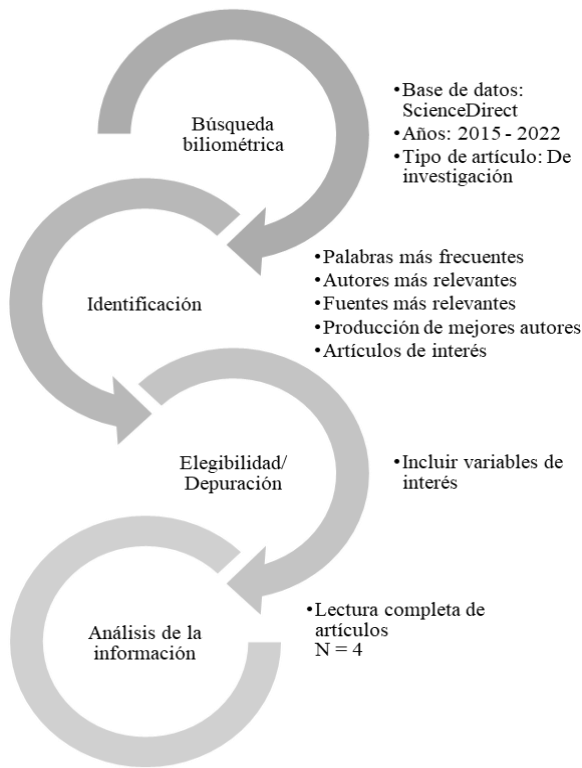 Búsqueda
biliométrica
•Base de datos:
ScienceDirect
•Años: 2015 - 2022
•Tipo de artículo: De
investigación
Identificación
•Palabras más frecuentes
•Autores más relevantes
•Fuentes más relevantes
•Producción de mejores autores
•Artículos de interés
Elegibilidad/
Depuración
•Incluir variables de
interés
Análisis de la
información
•Lectura completa de
artículos
N = 4